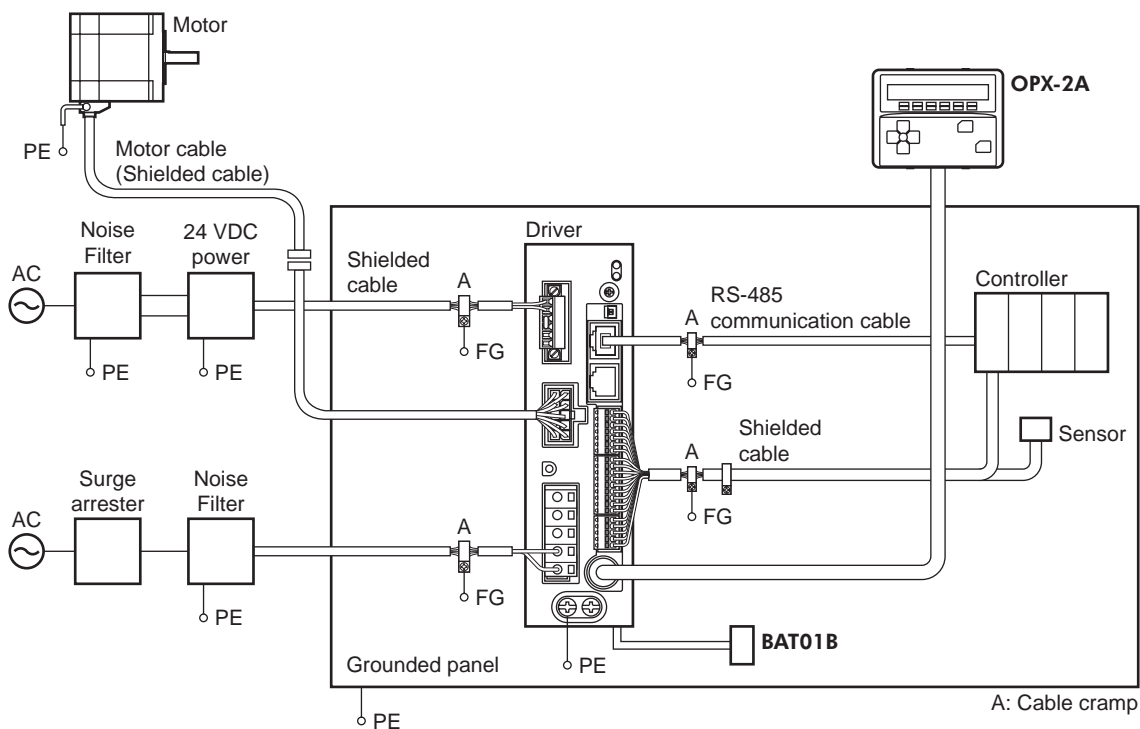 Motor
OPX-2A
PE
Motor cable
(Shielded cable)
Noise
Filter
24 VDC
power
AC
PE
PE
Driver
Shielded
cable
A
FG
RS-485
communication cable
A
FG
Controller
Shielded
cable
A
FG
Sensor
Surge
arrester
Noise
Filter
AC
PE
A
FG
PE
BAT01B
Grounded panel
PE
A: Cable cramp